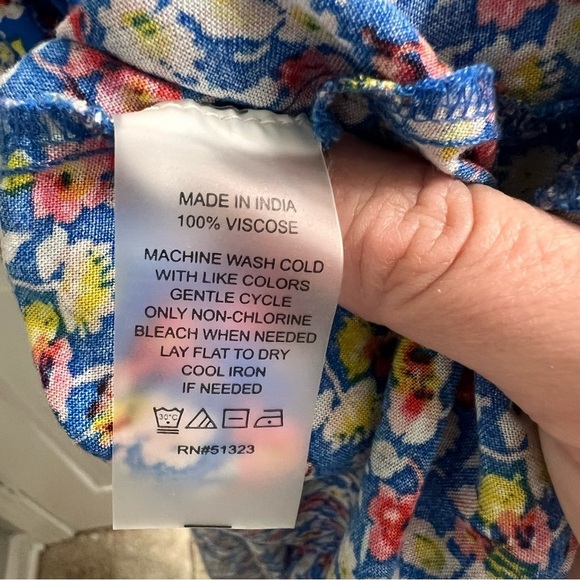 MADE IN INDIA
100% VISCOSE
MACHINE WASH COLD
WITH LIKE COLORS
GENTLE CYCLE
ONLY NON-CHLORINE
BLEACH WHEN NEEDED
LAY FLAT TO DRY
COOL IRON
IF NEEDED
30°C
RN#51323